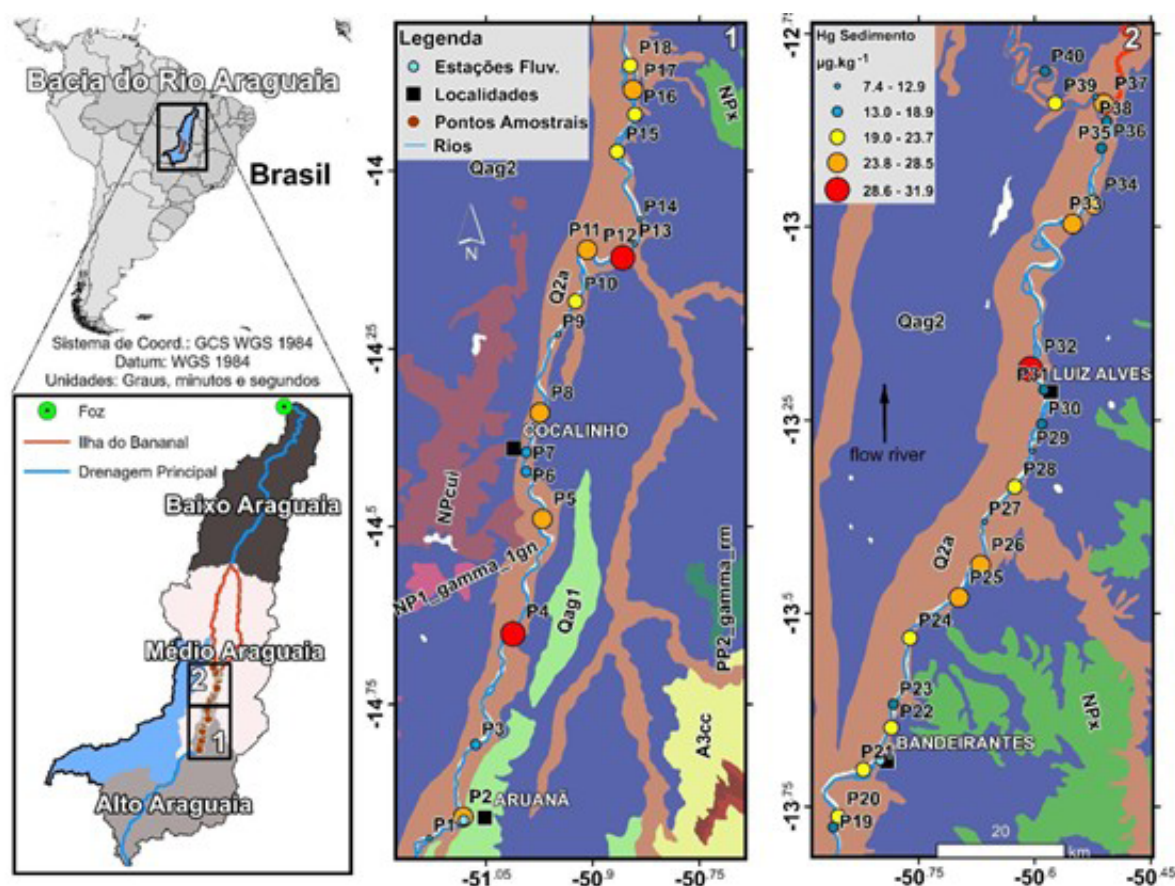 Bacia do Rio Araguaia
Brasil
Sistema de Coord.: GCS WGS 1984
Datum: WGS 1984
Unidades: Graus, minutos e segundos
Foz
Ilha do Bananal
Drenagem Principal
Baixo Araguaia
Médio Araguaia
2
1
Alto Araguaia
Legenda
Estações Fluv.
Localidades
Pontos Amostrais
Rios
1
P18
P17
P16
NPx
P15
Qag2
P14
P13
P12
P11
N
P10
Q2a
P9
P8
COCALINHO
P7
P6
NPcui
P5
NP1_gamma_1gn
Qag1
P4
PP2_gamma_rm
P3
A3cc
P2
P1
ARUANÃ
-14
-14.25
-14.5
-14.75
-51.05
-50.9
-50.75
Hg Sedimento
µg.kg-1
7.4 - 12.9
13.0 - 18.9
19.0 - 23.7
23.8 - 28.5
28.6 - 31.9
2
P40
P39
P37
P38
P35
P36
P34
P33
Qag2
P32
P31
LUIZ ALVES
P30
flow river
P29
P28
P27
Q2a
P26
P25
P24
P23
NPx
P22
BANDEIRANTES
P21
P20
P19
20
km
-12.75
-13
-13.25
-13.5
-13.75
-50.75
-50.6
-50.45